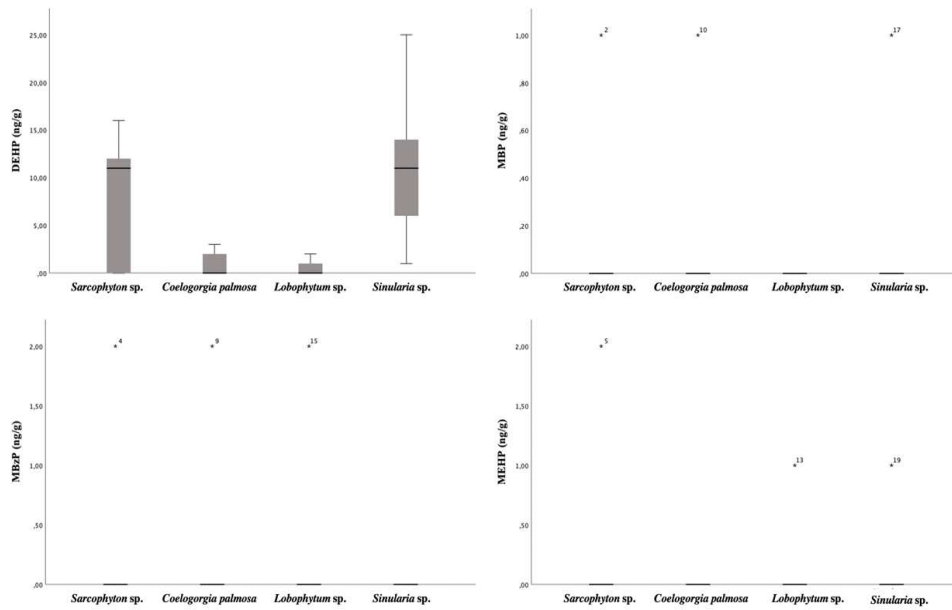 DEHP (ng/g)
25,00
20,00
15,00
10,00
5,00
,00
Sarcophyton sp. Coelogorgia palmosa Lobophytum sp. Sinularia sp.
MBP (ng/g)
1,00
,80
,60
,40
,20
,00
*2 *10 *17
Sarcophyton sp. Coelogorgia palmosa Lobophytum sp. Sinularia sp.
MBzP (ng/g)
2,00
1,50
1,00
,50
,00
*4 *9 *15
Sarcophyton sp. Coelogorgia palmosa Lobophytum sp. Sinularia sp.
MEHP (ng/g)
2,00
1,50
1,00
,50
,00
*5
*13 *19
Sarcophyton sp. Coelogorgia palmosa Lobophytum sp. Sinularia sp.